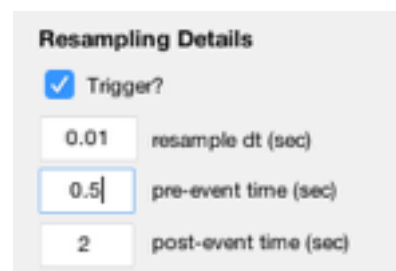 Resampling Details
Trigger?
0.01 resample dt (sec)
0.5 pre-event time (sec)
2 post-event time (sec)